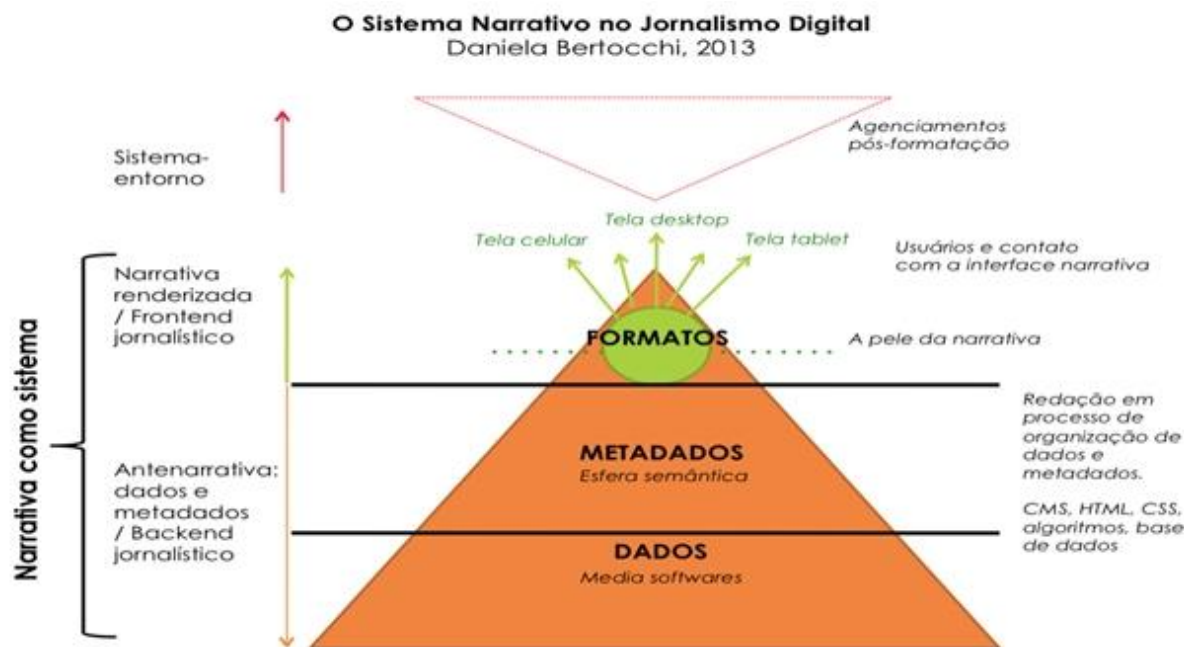 O Sistema Narrativo no Jornalismo Digital
Daniela Bertocchi, 2013
Agenciamentos
pós-formatação
Sistema-
entorno
Tela desktop
Tela celular
Tela tablet
Usuários e contato
com a interface narrativa
Narrativa
renderizada
/ Frontend
jornalístico
FORMATOS
A pele da narrativa
Narrativa como sistema
Redação em
processo de
organização de
dados e
metadados.
METADADOS
Esfera semântica
Antenarrativa:
dados e
metadados
/ Backend
jornalístico
CMS, HTML, CSS,
algoritmos, base
de dados
DADOS
Media softwares